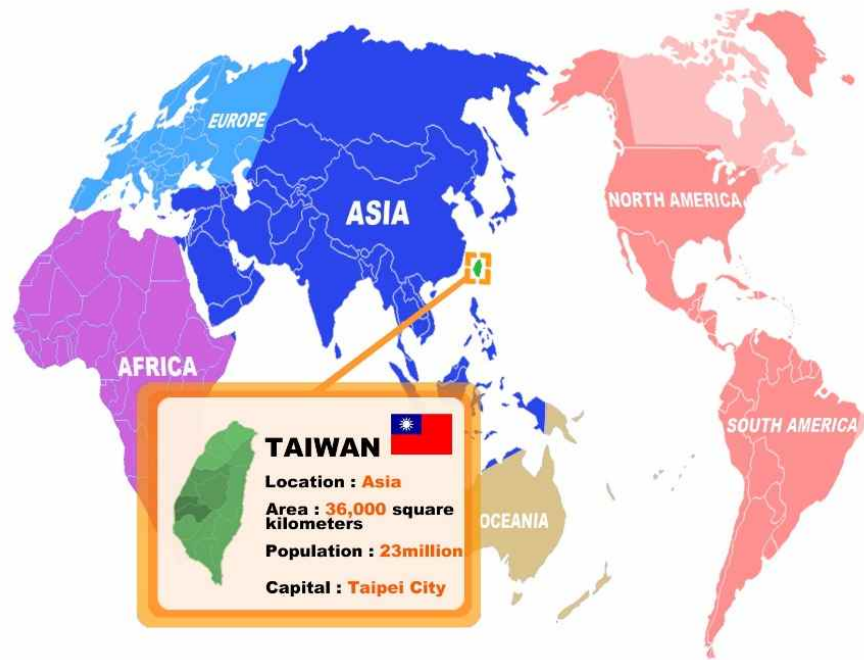 EUROPE
ASIA
NORTH AMERICA
AFRICA
SOUTH AMERICA
OCEANIA
TAIWAN
Location : Asia
Area : 36,000 square
kilometers
Population : 23million
Capital : Taipei City